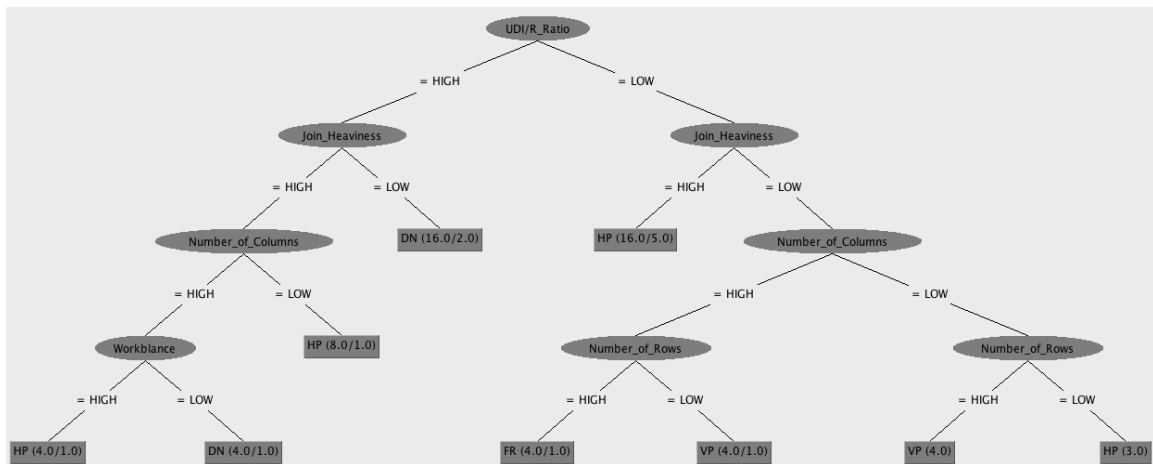 UDI/R_Ratio
= HIGH
= LOW
Join_Heaviness
Join_Heaviness
= HIGH
= LOW
= HIGH
= LOW
Number_of_Columns
DN (16.0/2.0)
HP (16.0/5.0)
Number_of_Columns
= HIGH
= LOW
= HIGH
= LOW
Workblance
HP (8.0/1.0)
Number_of_Rows
Number_of_Rows
= HIGH
= LOW
= HIGH
= LOW
= HIGH
= LOW
HP (4.0/1.0)
DN (4.0/1.0)
FR (4.0/1.0)
VP (4.0/1.0)
VP (4.0)
HP (3.0)